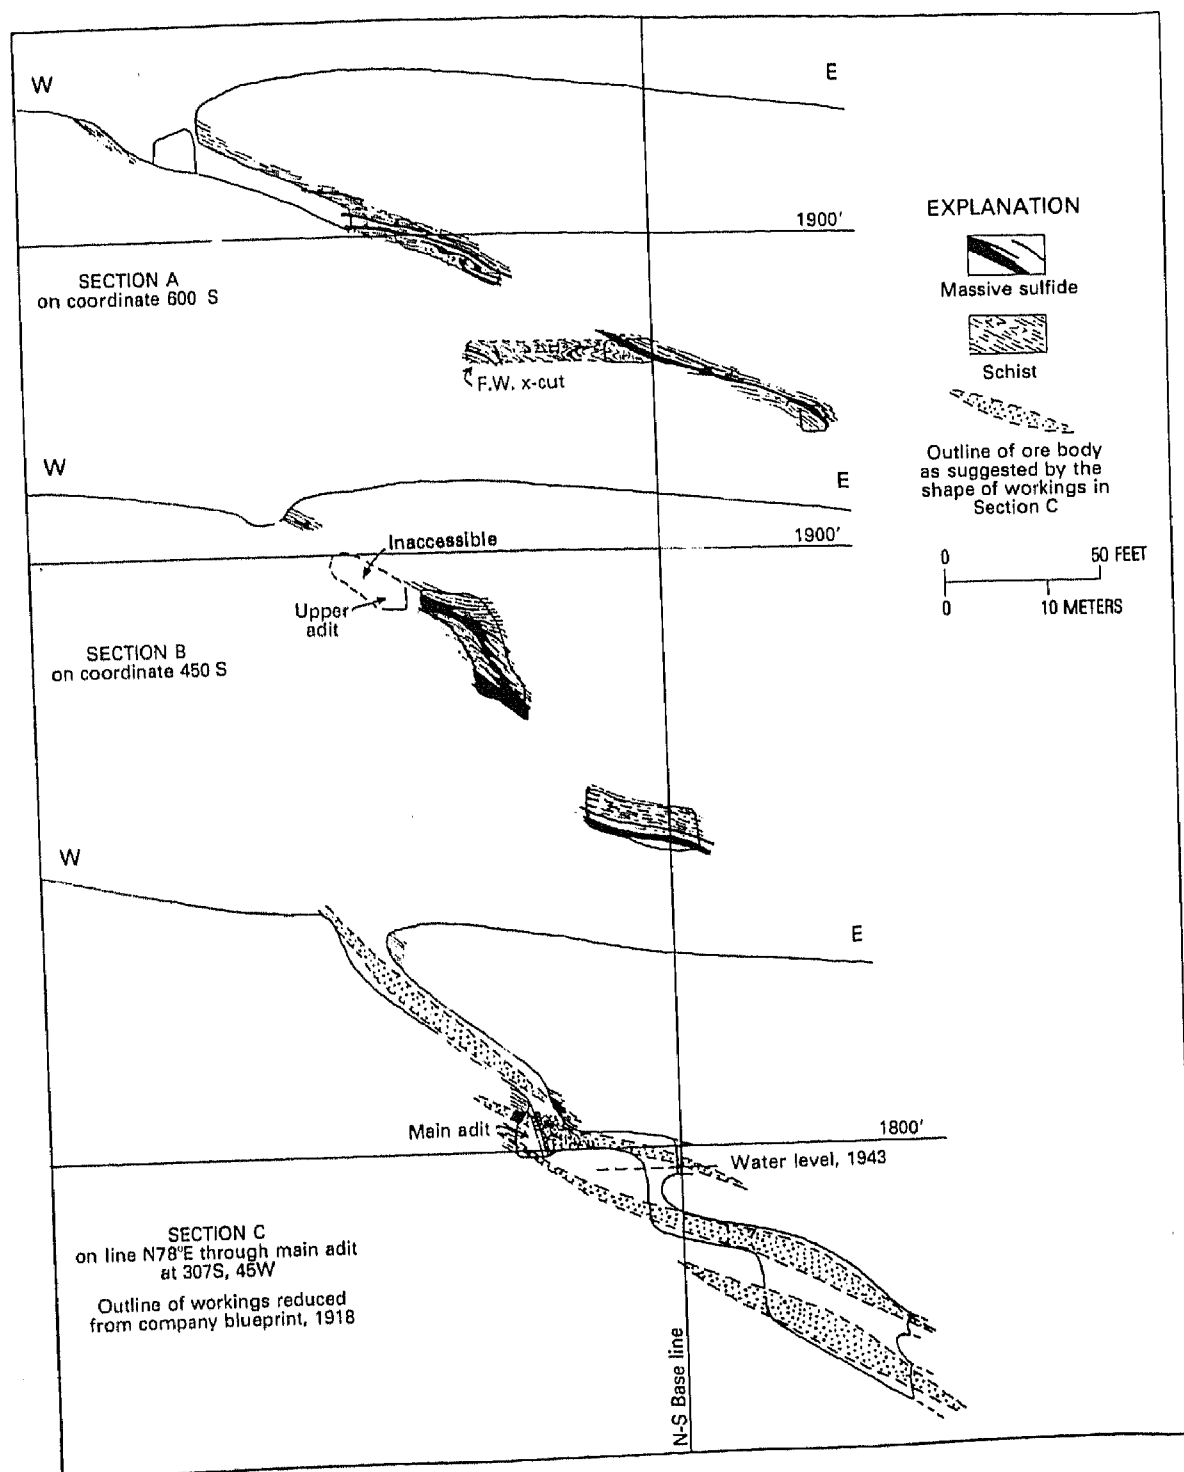 W
E
1900'
SECTION A
on coordinate 600 S
F.W. x-cut
EXPLANATION
Massive sulfide
Schist
Outline of ore body
as suggested by the
shape of workings in
Section C
0
50 FEET
0
10 METERS
W
E
1900'
Inaccessible
Upper
adit
SECTION B
on coordinate 450 S
W
E
Main adit
1800'
Water level, 1943
SECTION C
on line N78°E through main adit
at 307S, 45W
Outline of workings reduced
from company blueprint, 1918
N-S Base line